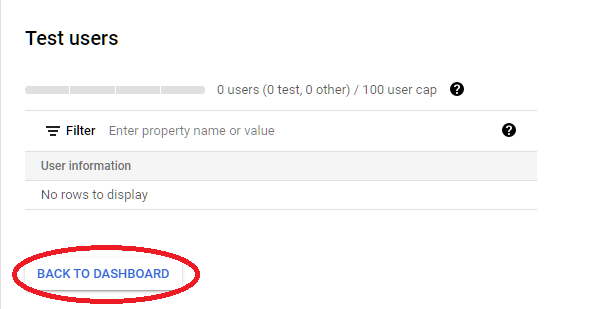 Test users
0 users (0 test, 0 other) / 100 user cap ?
Filter Enter property name or value ?
User information
No rows to display
BACK TO DASHBOARD